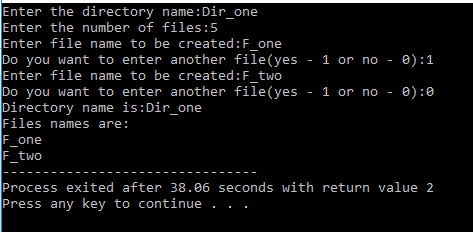 Enter the directory name:Dir_one
Enter the number of files:5
Enter file name to be created:F_one
Do you want to enter another file(yes - 1 or no - 0):1
Enter file name to be created:F_two
Do you want to enter another file(yes - 1 or no - 0):0
Directory name is:Dir_one
Files names are:
F_one
F_two
--------------------------------
Process exited after 38.06 seconds with return value 2
Press any key to continue . . .